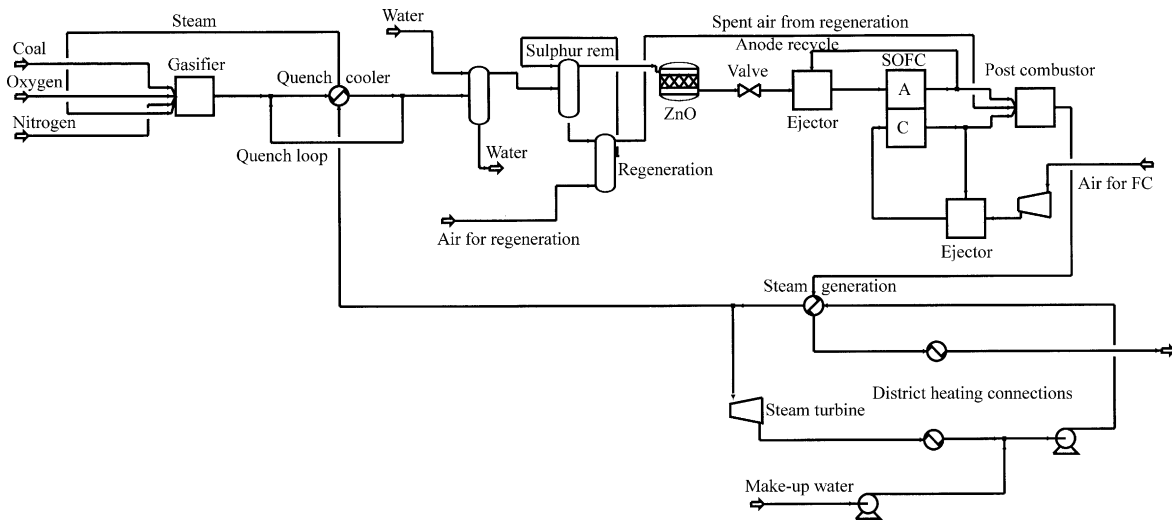 Steam
Water
Spent air from regeneration
Coal
Gasifier
Sulphur rem
Anode recycle
Quench cooler
Valve
SOFC
Post combustor
Oxygen
A
ZnO
Nitrogen
Ejector
C
Quench loop
Water
Regeneration
Air for FC
Air for regeneration
Ejector
Steam generation
District heating connections
Steam turbine
Make-up water